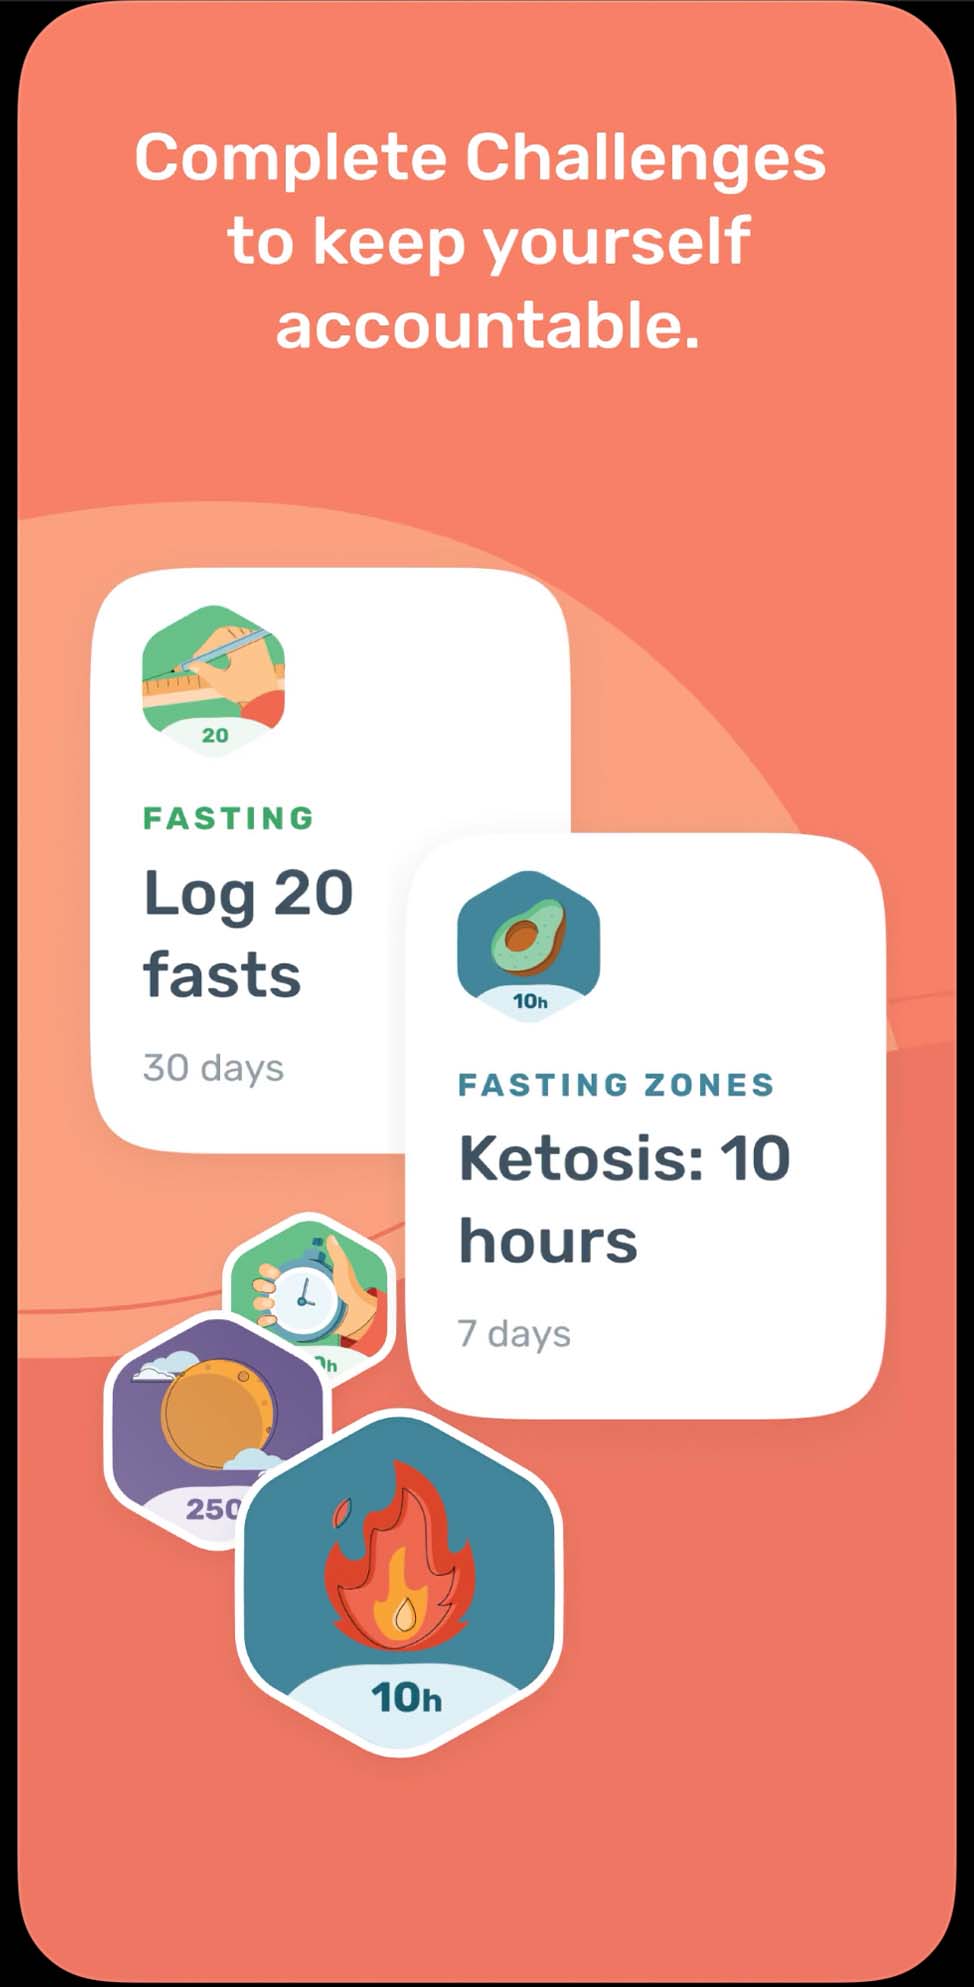 Complete Challenges
to keep yourself
accountable.
20
FASTING
Log 20
fasts
30 days
10h
FASTING ZONES
Ketosis: 10
hours
7 days
250
10h